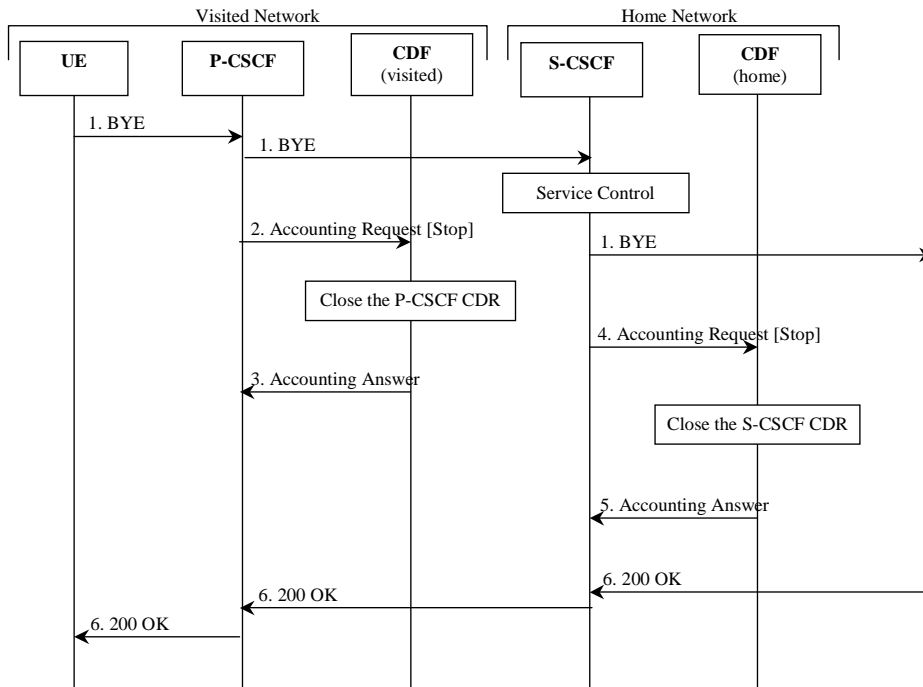 Visited Network
Home Network
UE
P-CSCF
CDF
(visited)
S-CSCF
CDF
(home)
1. BYE
1. BYE
Service Control
2. Accounting Request [Stop]
1. BYE
Close the P-CSCF CDR
4. Accounting Request [Stop]
3. Accounting Answer
Close the S-CSCF CDR
5. Accounting Answer
6. 200 OK
6. 200 OK
6. 200 OK